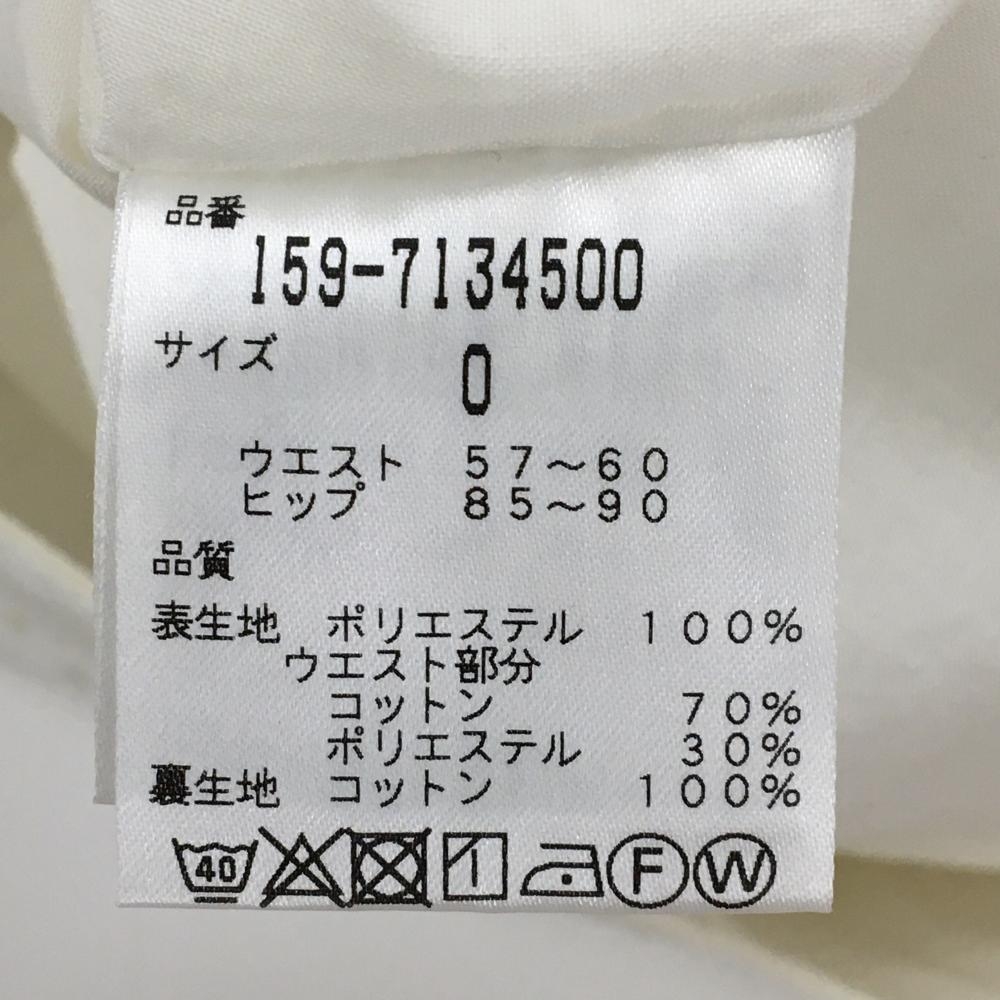 品番
159-7134500
サイズ
0
ウエスト 57～60
ヒップ 85～90
品質
表生地 ポリエステル 100%
ウエスト部分
コットン 70%
ポリエステル 30%
裏生地 コットン 100%
40 F W